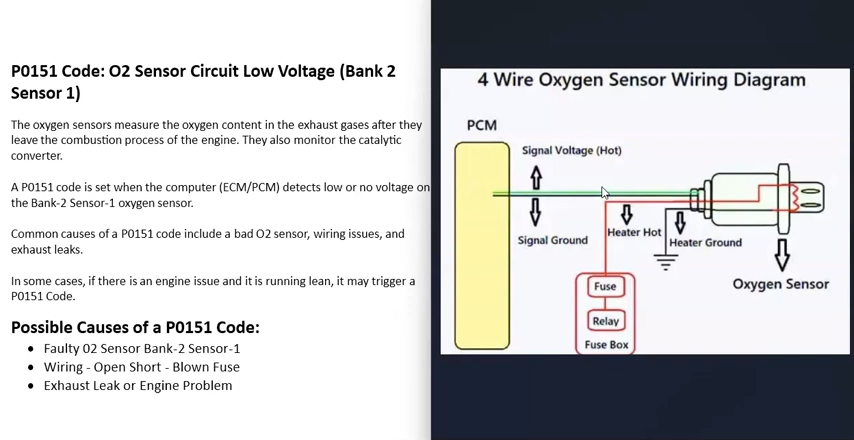 P0151 Code: O2 Sensor Circuit Low Voltage (Bank 2
Sensor 1)
The oxygen sensors measure the oxygen content in the exhaust gases after they
leave the combustion process of the engine. They also monitor the catalytic
converter.
A P0151 code is set when the computer (ECM/PCM) detects low or no voltage on
the Bank-2 Sensor-1 oxygen sensor.
Common causes of a P0151 code include a bad O2 sensor, wiring issues, and
exhaust leaks.
In some cases, if there is an engine issue and it is running lean, it may trigger a
P0151 Code.
Possible Causes of a P0151 Code:
• Faulty 02 Sensor Bank-2 Sensor-1
• Wiring - Open Short - Blown Fuse
• Exhaust Leak or Engine Problem
4 Wire Oxygen Sensor Wiring Diagram
PCM
Signal Voltage (Hot)
Signal Ground
Heater Hot
Heater Ground
Oxygen Sensor
Fuse
Relay
Fuse Box